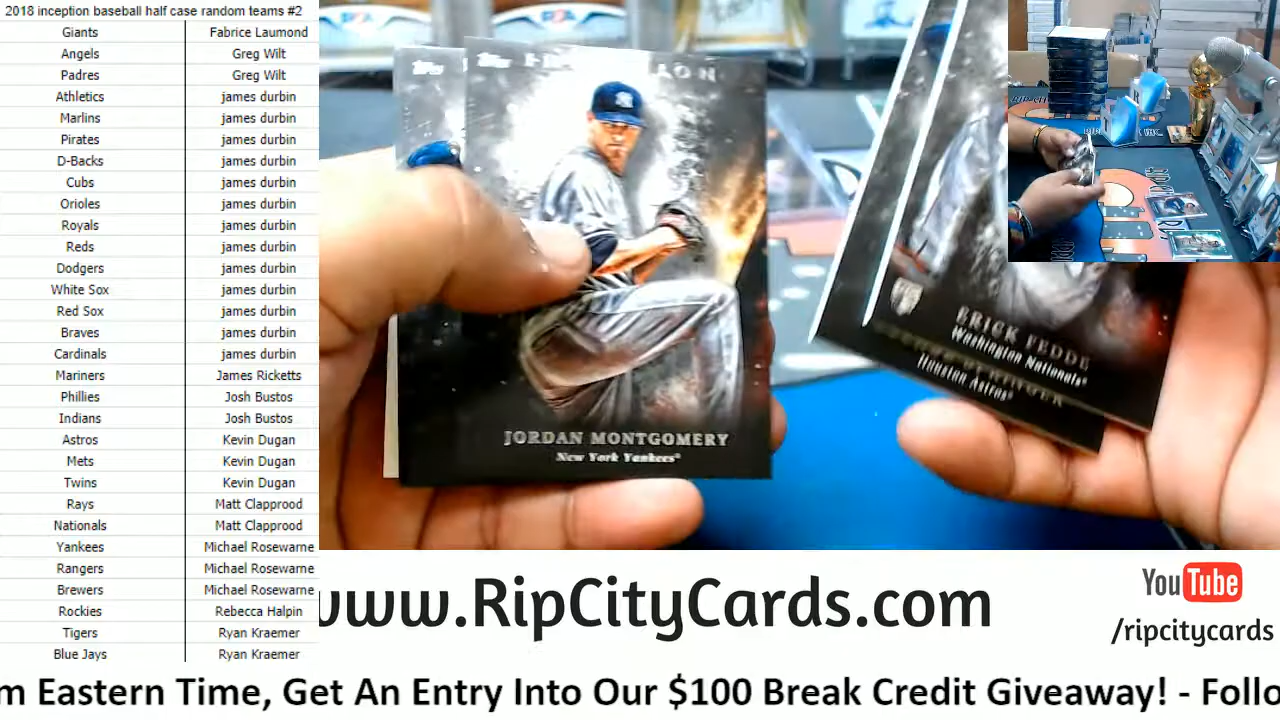 2018 inception baseball half case random teams #2
Giants Fabrice Laumond
Angels Greg Wilt
Padres Greg Wilt
Athletics james durbin
Marlins james durbin
Pirates james durbin
D-Backs james durbin
Cubs james durbin
Orioles james durbin
Royals james durbin
Reds james durbin
Dodgers james durbin
White Sox james durbin
Red Sox james durbin
Braves james durbin
Cardinals james durbin
Mariners James Ricketts
Phillies Josh Bustos
Indians Josh Bustos
Astros Kevin Dugan
Mets Kevin Dugan
Twins Kevin Dugan
Rays Matt Clapprood
Nationals Matt Clapprood
Yankees Michael Rosewarne
Rangers Michael Rosewarne
Brewers Michael Rosewarne
Rockies Rebecca Halpin
Tigers Ryan Kraemer
Blue Jays Ryan Kraemer
topps
JORDAN MONTGOMERY
New York Yankees
ERICK FEDDE
Washington Nationals
Houston Astros
www.RipCityCards.com
YouTube
/ripcitycards
m Eastern Time, Get An Entry Into Our $100 Break Credit Giveaway! - Follo